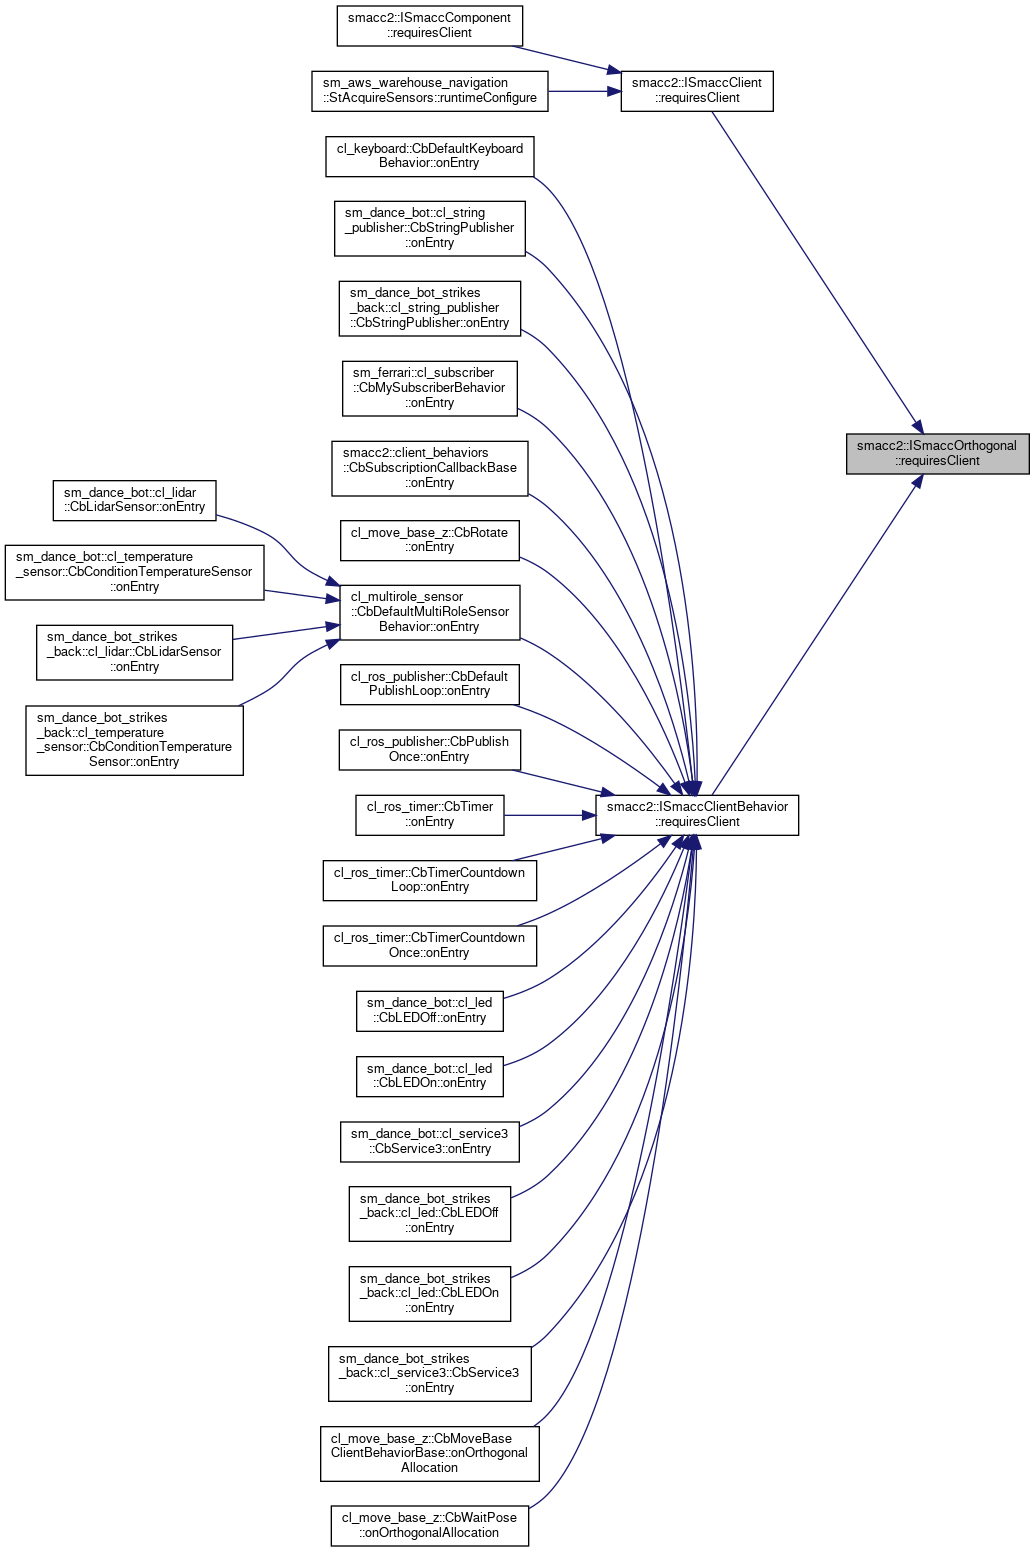 smacc2::ISmaccComponent
::requiresClient
sm_aws_warehouse_navigation
::StAcquireSensors::runtimeConfigure
smacc2::ISmaccClient
::requiresClient
cl_keyboard::CbDefaultKeyboard
Behavior::onEntry
sm_dance_bot::cl_string
_publisher::CbStringPublisher
::onEntry
sm_dance_bot_strikes
_back::cl_string_publisher
::CbStringPublisher::onEntry
sm_ferrari::cl_subscriber
::CbMySubscriberBehavior
::onEntry
smacc2::ISmaccOrthogonal
::requiresClient
smacc2::client_behaviors
::CbSubscriptionCallbackBase
::onEntry
sm_dance_bot::cl_lidar
::CbLidarSensor::onEntry
cl_move_base_z::CbRotate
::onEntry
sm_dance_bot::cl_temperature
_sensor::CbConditionTemperatureSensor
::onEntry
cl_multirole_sensor
::CbDefaultMultiRoleSensor
Behavior::onEntry
sm_dance_bot_strikes
_back::cl_lidar::CbLidarSensor
::onEntry
cl_ros_publisher::CbDefault
PublishLoop::onEntry
sm_dance_bot_strikes
_back::cl_temperature
_sensor::CbConditionTemperature
Sensor::onEntry
cl_ros_publisher::CbPublish
Once::onEntry
cl_ros_timer::CbTimer
::onEntry
smacc2::ISmaccClientBehavior
::requiresClient
cl_ros_timer::CbTimerCountdown
Loop::onEntry
cl_ros_timer::CbTimerCountdown
Once::onEntry
sm_dance_bot::cl_led
::CbLEDOff::onEntry
sm_dance_bot::cl_led
::CbLEDOn::onEntry
sm_dance_bot::cl_service3
::CbService3::onEntry
sm_dance_bot_strikes
_back::cl_led::CbLEDOff
::onEntry
sm_dance_bot_strikes
_back::cl_led::CbLEDOn
::onEntry
sm_dance_bot_strikes
_back::cl_service3::CbService3
::onEntry
cl_move_base_z::CbMoveBase
ClientBehaviorBase::onOrthogonal
Allocation
cl_move_base_z::CbWaitPose
::onOrthogonalAllocation